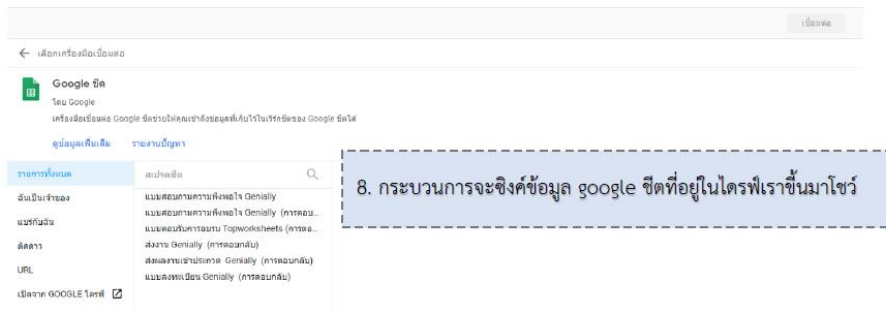 เชื่อมต่อ
← เลือกเครื่องมือเชื่อมต่อ
Google ชีต
โดย Google
เครื่องมือเชื่อมต่อ Google ชีตช่วยให้คุณเข้าถึงข้อมูลที่เก็บไว้ในเวิร์กชีตของ Google ชีตได้
ดูข้อมูลเพิ่มเติม รายงานปัญหา
รายการทั้งหมด
ฉันเป็นเจ้าของ
แชร์กับฉัน
ติดดาว
URL
เปิดจาก GOOGLE ไดรฟ์
สเปรดชีต
แบบสอบถามความพึงพอใจ Genially
แบบสอบถามความพึงพอใจ Genially (การตอบ...
แบบตอบรับการอบรม Topworksheets (การตอ...
ส่งงาน Genially (การตอบกลับ)
ส่งผลงานเข้าประกวด Genially (การตอบกลับ)
แบบลงทะเบียน Genially (การตอบกลับ)
8. กระบวนการจะซิงค์ข้อมูล google ชีตที่อยู่ในไดรฟ์เราขึ้นมาโชว์